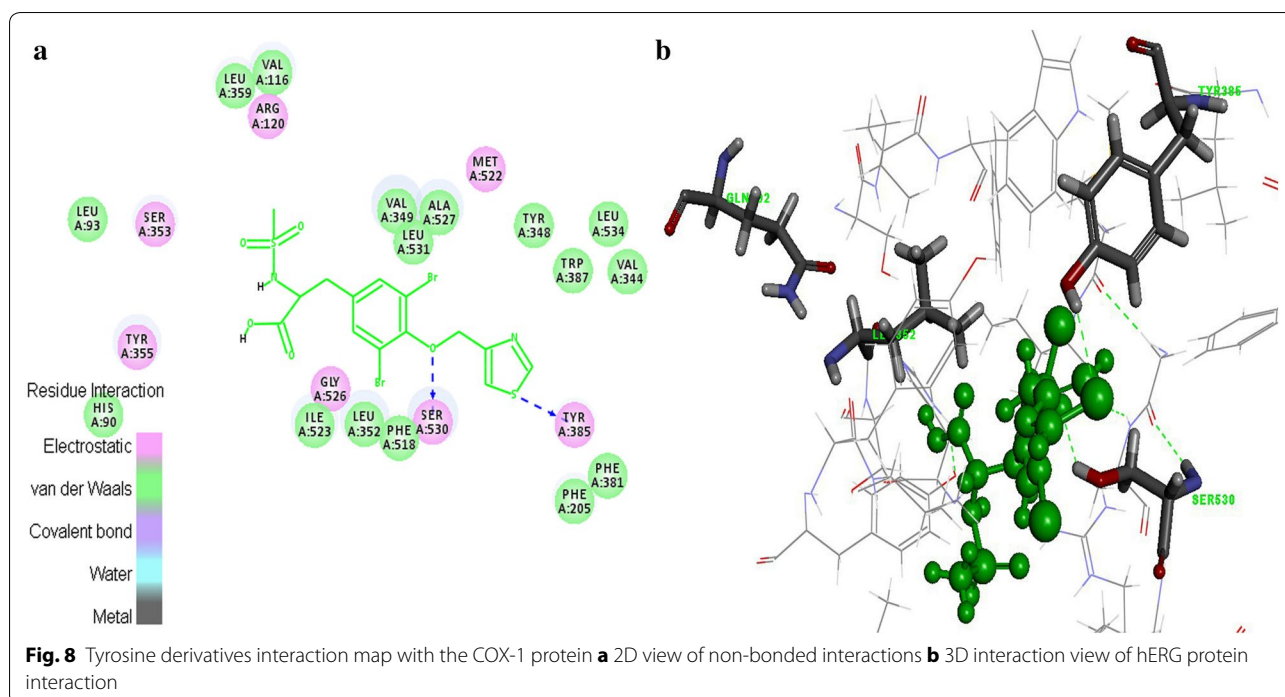 a
b
VAL
A:116
LEU
A:359
ARG
A:120
MET
A:522
LEU
A:93
SER
A:353
VAL
A:349
ALA
A:527
LEU
A:531
TYR
A:348
LEU
A:534
TRP
A:387
VAL
A:344
O
S
O
N
H
Br
H
O
O
O
N
S
Br
TYR
A:355
GLY
A:526
ILE
A:523
LEU
A:352
PHE
A:518
SER
A:530
TYR
A:385
PHE
A:381
PHE
A:205
HIS
A:90
Residue Interaction
Electrostatic
van der Waals
Covalent bond
Water
Metal
TYR385
SER530
Fig. 8 Tyrosine derivatives interaction map with the COX-1 protein a 2D view of non-bonded interactions b 3D interaction view of hERG protein
interaction